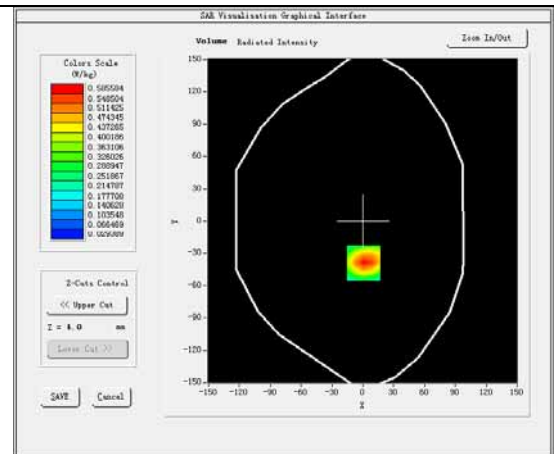 SAR Visualisation Graphical Interface
Volume Radiated Intensity
Zoom In/Out
Colors Scale
(W/kg)
0.585584
0.548504
0.511425
0.474345
0.437265
0.400186
0.363106
0.326026
0.288947
0.251867
0.214787
0.177708
0.140628
0.103548
0.066469
0.029389
Z-Cuts Control
<< Upper Cut
Z = 4.0 mm
Lower Cut >>
SAVE
Cancel
150
120
90
60
30
0
-30
-60
-90
-120
-150
Y
-150 -120 -90 -60 -30 0 30 60 90 120 150
X